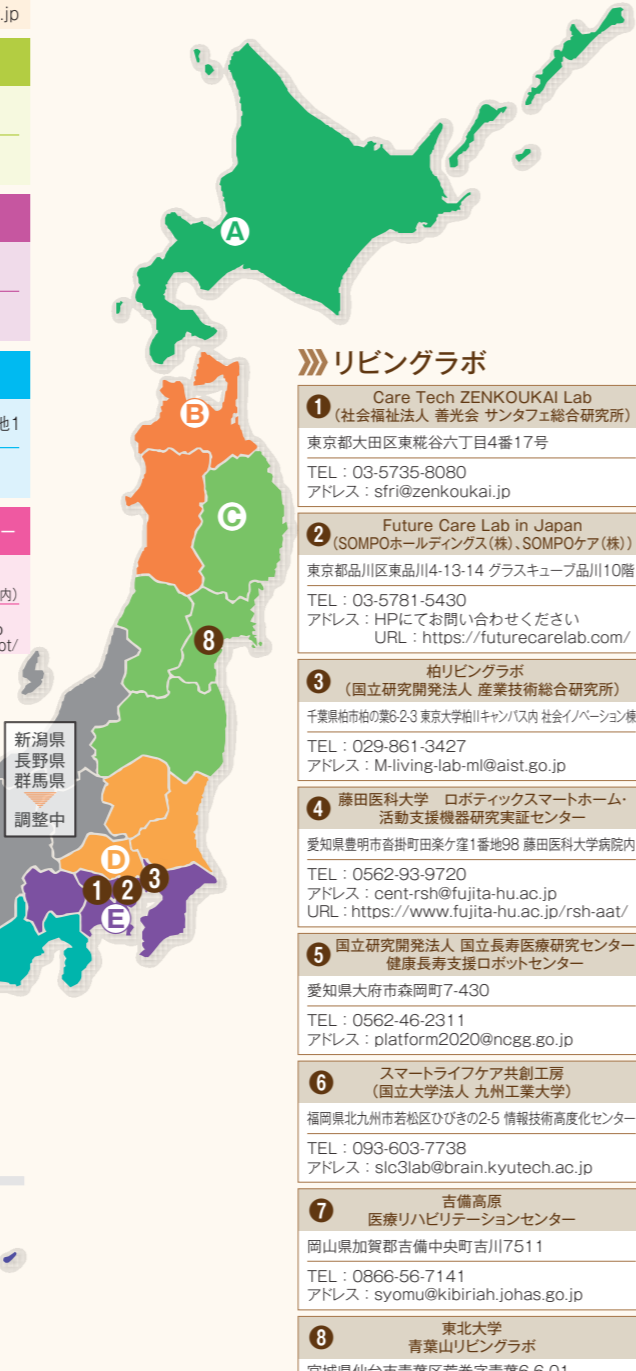 .jp
地1
ー
内)
ot/
A
B
C
8
新潟県
長野県
群馬県
調整中
D
1 2 3
E
リビングラボ
1 Care Tech ZENKOUKAI Lab
(社会福祉法人 善光会 サンタフェ総合研究所)
東京都大田区東糀谷六丁目4番17号
TEL：03-5735-8080
アドレス：sfri@zenkoukai.jp
2 Future Care Lab in Japan
(SOMPOホールディングス(株)、SOMPOケア(株))
東京都品川区東品川4-13-14 グラスキューブ品川10階
TEL：03-5781-5430
アドレス：HPにてお問い合わせください
URL：https://futurecarelab.com/
3 柏リビングラボ
(国立研究開発法人 産業技術総合研究所)
千葉県柏市柏の葉6-2-3 東京大学柏IIキャンパス内 社会イノベーション棟
TEL：029-861-3427
アドレス：M-living-lab-ml@aist.go.jp
4 藤田医科大学 ロボティックスマートホーム・
活動支援機器研究実証センター
愛知県豊明市沓掛町田楽ケ窪1番地98 藤田医科大学病院内
TEL：0562-93-9720
アドレス：cent-rsh@fujita-hu.ac.jp
URL：https://www.fujita-hu.ac.jp/rsh-aat/
5 国立研究開発法人 国立長寿医療研究センター
健康長寿支援ロボットセンター
愛知県大府市森岡町7-430
TEL：0562-46-2311
アドレス：platform2020@ncgg.go.jp
6 スマートライフケア共創工房
(国立大学法人 九州工業大学)
福岡県北九州市若松区ひびきの2-5 情報技術高度化センター
TEL：093-603-7738
アドレス：slc3lab@brain.kyutech.ac.jp
7 吉備高原
医療リハビリテーションセンター
岡山県加賀郡吉備中央町吉川7511
TEL：0866-56-7141
アドレス：syomu@kibiriah.johas.go.jp
8 東北大学
青葉山リビングラボ
宮城県仙台市青葉区荒巻字青葉6-6-01